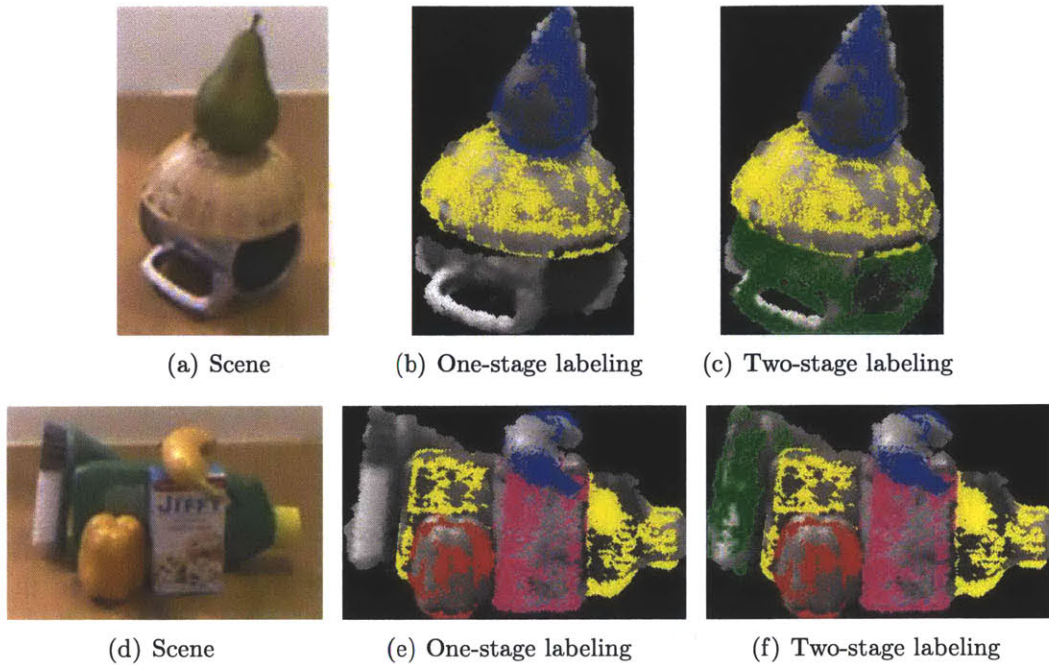 (a) Scene
(b) One-stage labeling
(c) Two-stage labeling
JIFFY
(d) Scene
(e) One-stage labeling
(f) Two-stage labeling